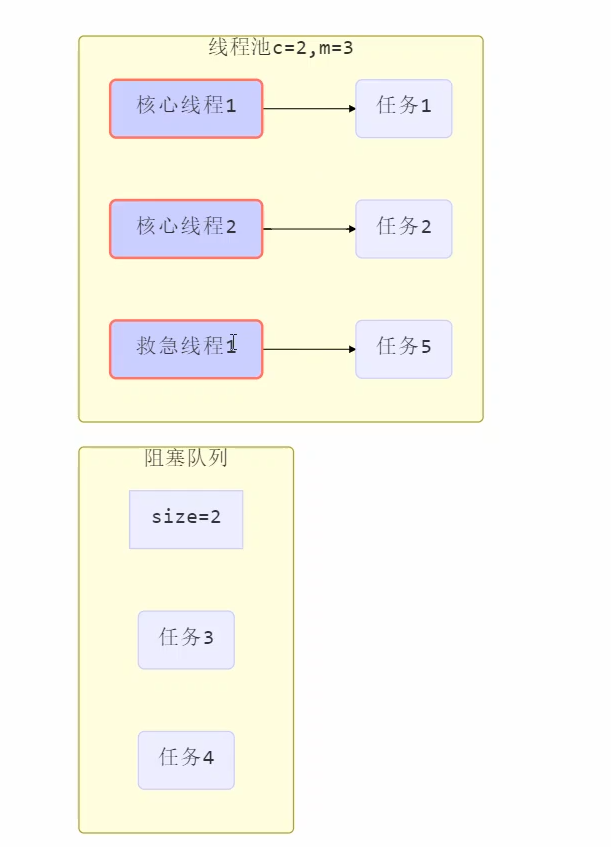 线程池c=2,m=3
核心线程1
任务1
核心线程2
任务2
救急线程1
任务5
阻塞队列
size=2
任务3
任务4